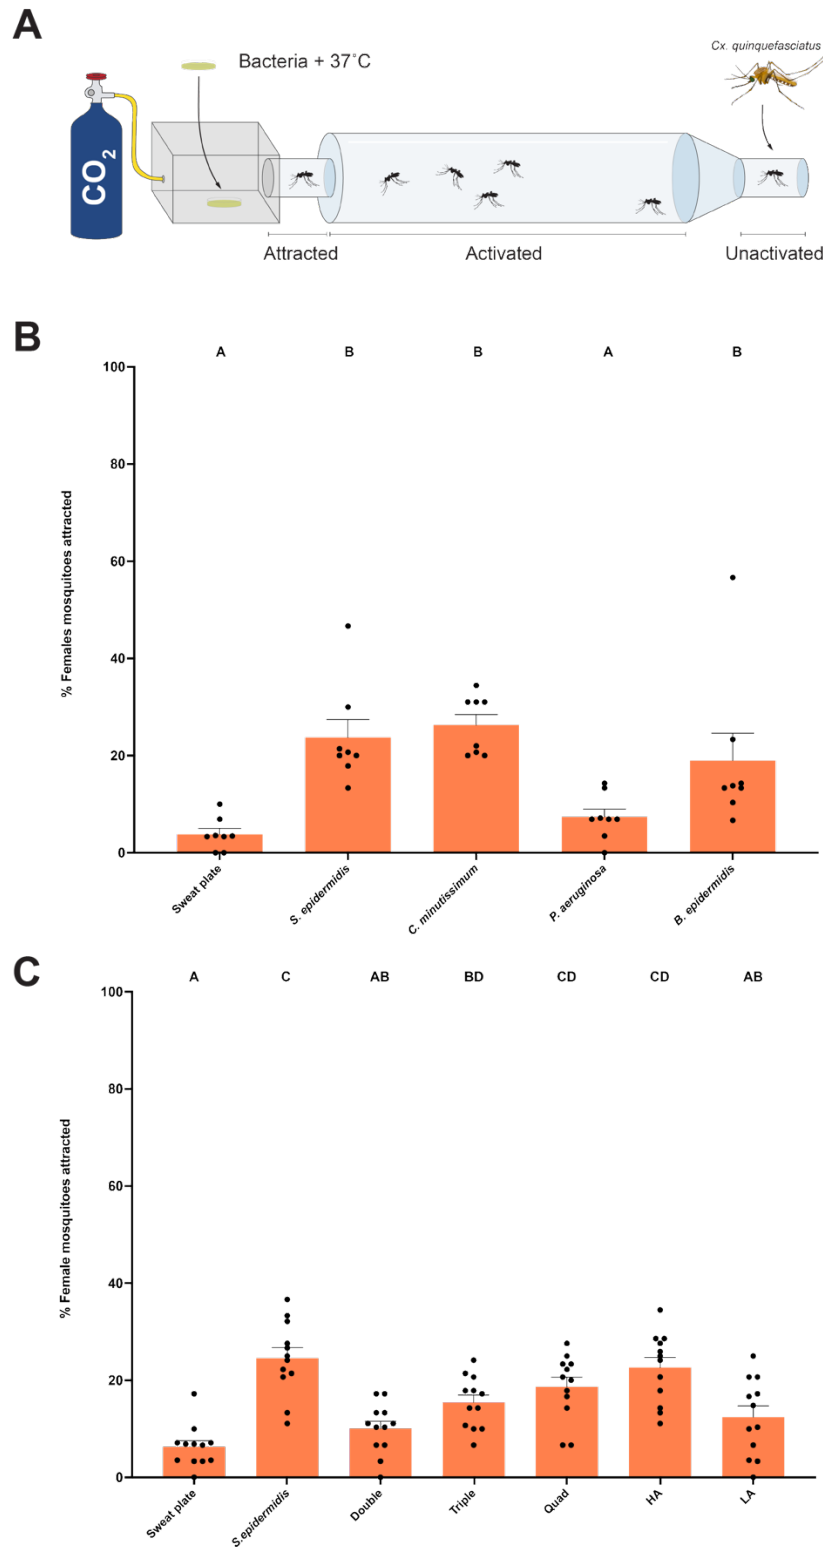 A
Bacteria + 37°C
Cx. quinquefasciatus
CO2
Attracted
Activated
Unactivated
B
A B B A B
100
80
60
40
20
0
% Females mosquitoes attracted
Sweat plate
S. epidermidis
C. minutissimum
P. aeruginosa
B. epidermidis
C
A C AB BD CD CD AB
100
80
60
40
20
0
% Female mosquitoes attracted
Sweat plate
S.epidermidis
Double
Triple
Quad
HA
LA